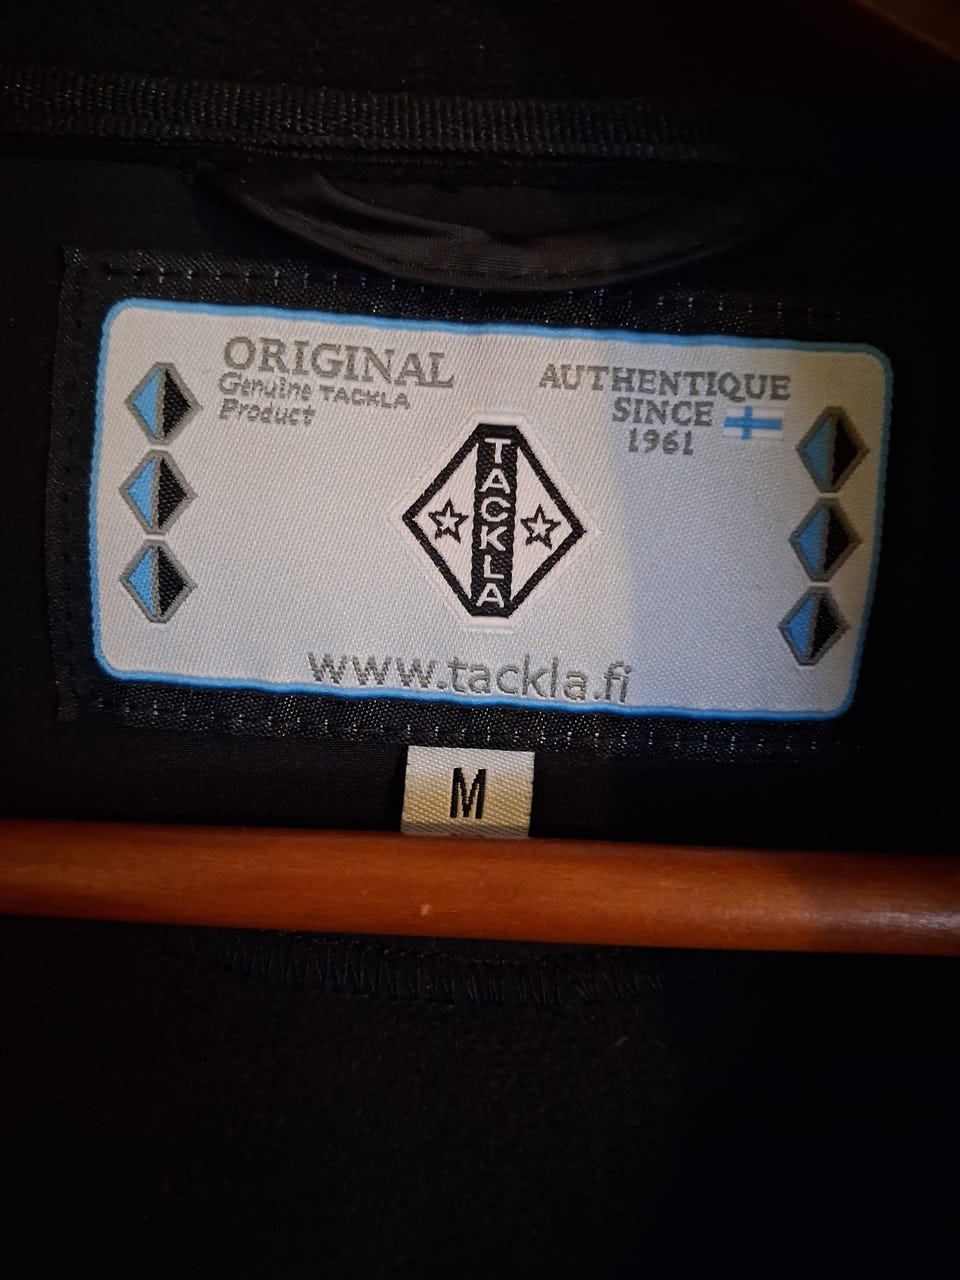 ORIGINAL
Genuine TACKLA
Product
AUTHENTIQUE
SINCE
1961
TACKLA
www.tackla.fi
M